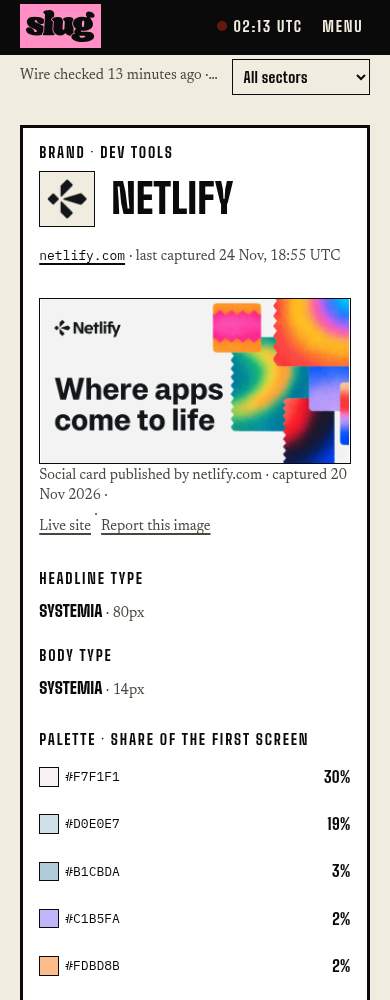 slug
02:13 UTC MENU
Wire checked 13 minutes ago ·…
All sectors
BRAND · DEV TOOLS
NETLIFY
netlify.com · last captured 24 Nov, 18:55 UTC
Netlify
Where apps
come to life
Social card published by netlify.com · captured 20
Nov 2026 ·
·
Live site Report this image
HEADLINE TYPE
SYSTEMIA · 80px
BODY TYPE
SYSTEMIA · 14px
PALETTE · SHARE OF THE FIRST SCREEN
#F7F1F1 30%
#D0E0E7 19%
#B1CBDA 3%
#C1B5FA 2%
#FDBD8B 2%